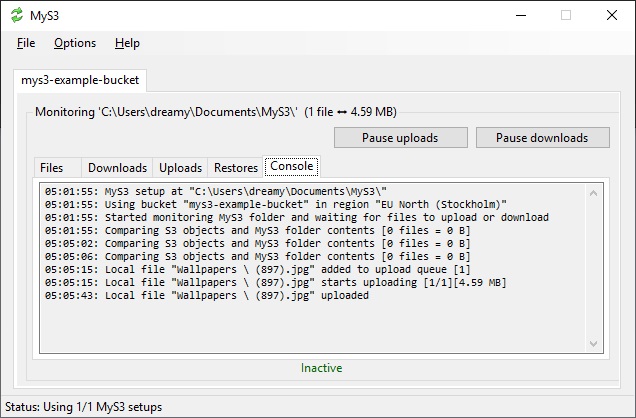 MyS3
File Options Help
mys3-example-bucket
Monitoring 'C:\Users\dreamy\Documents\MyS3\' (1 file ↔ 4.59 MB)
Pause uploads Pause downloads
Files Downloads Uploads Restores Console
05:01:55: MyS3 setup at "C:\Users\dreamy\Documents\MyS3\"
05:01:55: Using bucket "mys3-example-bucket" in region "EU North (Stockholm)"
05:01:55: Started monitoring MyS3 folder and waiting for files to upload or download
05:01:55: Comparing S3 objects and MyS3 folder contents [0 files = 0 B]
05:05:02: Comparing S3 objects and MyS3 folder contents [0 files = 0 B]
05:05:06: Comparing S3 objects and MyS3 folder contents [0 files = 0 B]
05:05:15: Local file "Wallpapers \ (897).jpg" added to upload queue [1]
05:05:15: Local file "Wallpapers \ (897).jpg" starts uploading [1/1][4.59 MB]
05:05:43: Local file "Wallpapers \ (897).jpg" uploaded
Inactive
Status: Using 1/1 MyS3 setups